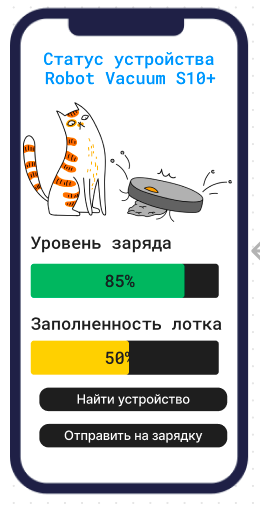 Статус устройства
Robot Vacuum S10+
Уровень заряда
85%
Заполненность лотка
50%
Найти устройство
Отправить на зарядку